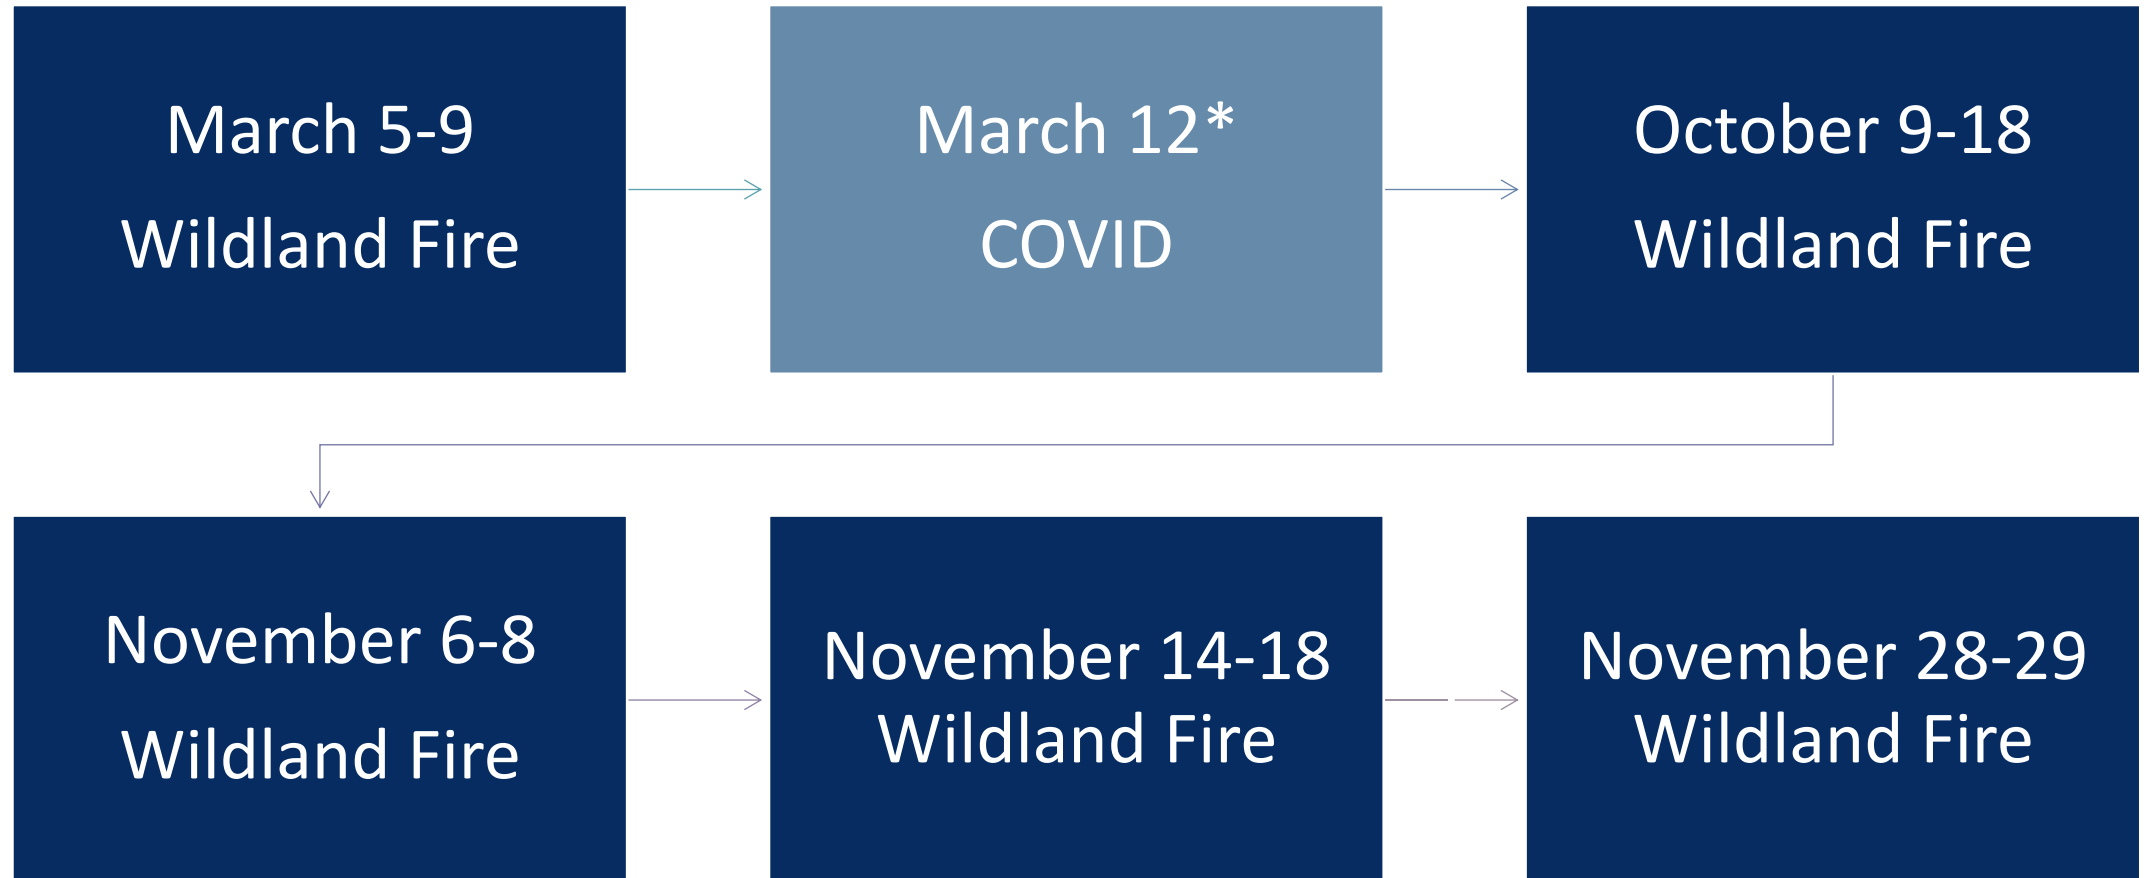 March 5-9
Wildland Fire
March 12*
COVID
October 9-18
Wildland Fire
November 6-8
Wildland Fire
November 14-18
Wildland Fire
November 28-29
Wildland Fire